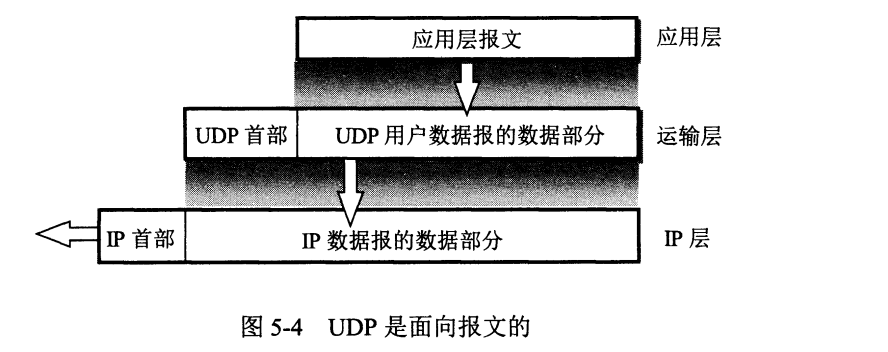 应用层报文 应用层
UDP 首部 UDP 用户数据报的数据部分 运输层
IP 首部 IP 数据报的数据部分 IP 层
图 5-4 UDP 是面向报文的